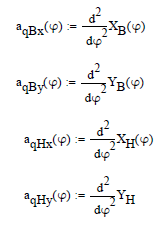 a_qBx(φ) := d²/dφ² X_B(φ)
a_qBy(φ) := d²/dφ² Y_B(φ)
a_qHx(φ) := d²/dφ² X_H(φ)
a_qHy(φ) := d²/dφ² Y_H